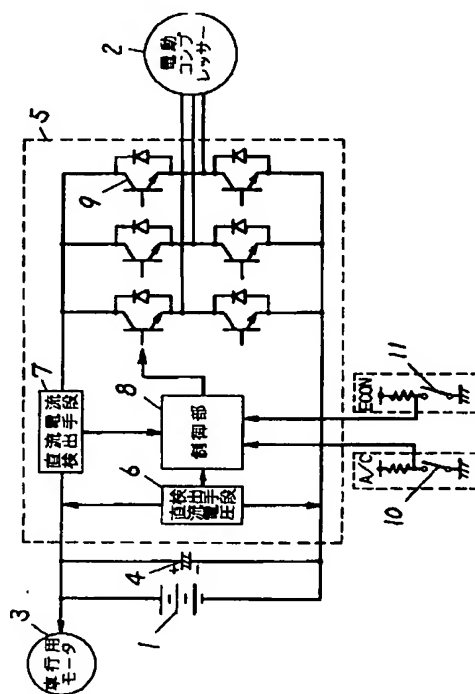 3
走行用
モータ
1
4
5
7
直流電流
検出手段
6
直流電圧
検出手段
8
制御部
9
2
電動
コンプ
レッサー
A/C
10
ECON
11